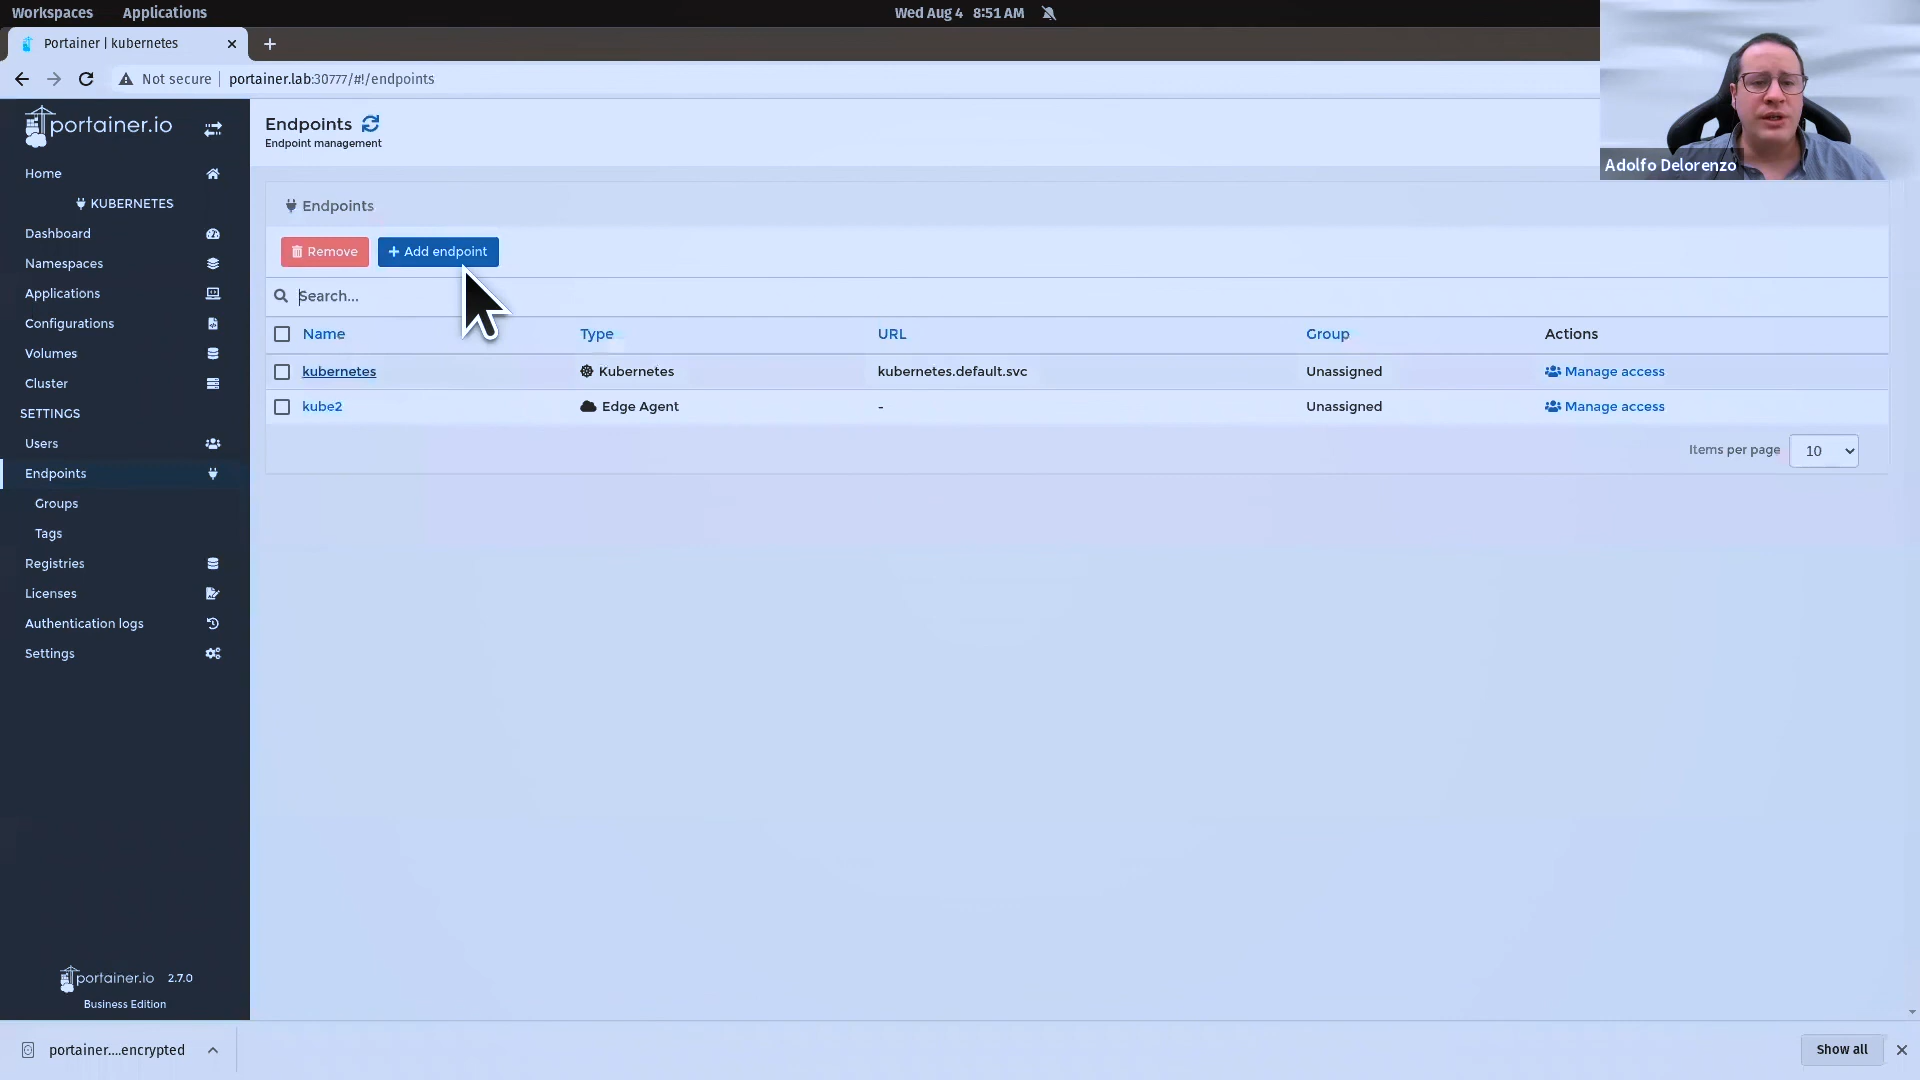 Workspaces Applications Wed Aug 4 8:51 AM
Portainer | kubernetes
Not secure portainer.lab:30777/#!/endpoints
portainer.io
Home
KUBERNETES
Dashboard
Namespaces
Applications
Configurations
Volumes
Cluster
SETTINGS
Users
Endpoints
Groups
Tags
Registries
Licenses
Authentication logs
Settings
portainer.io 2.7.0
Business Edition
Endpoints
Endpoint management
Endpoints
Remove Add endpoint
Search...
Name Type URL Group Actions
kubernetes Kubernetes kubernetes.default.svc Unassigned Manage access
kube2 Edge Agent - Unassigned Manage access
Items per page 10
Adolfo Delorenzo
portainer....encrypted Show all